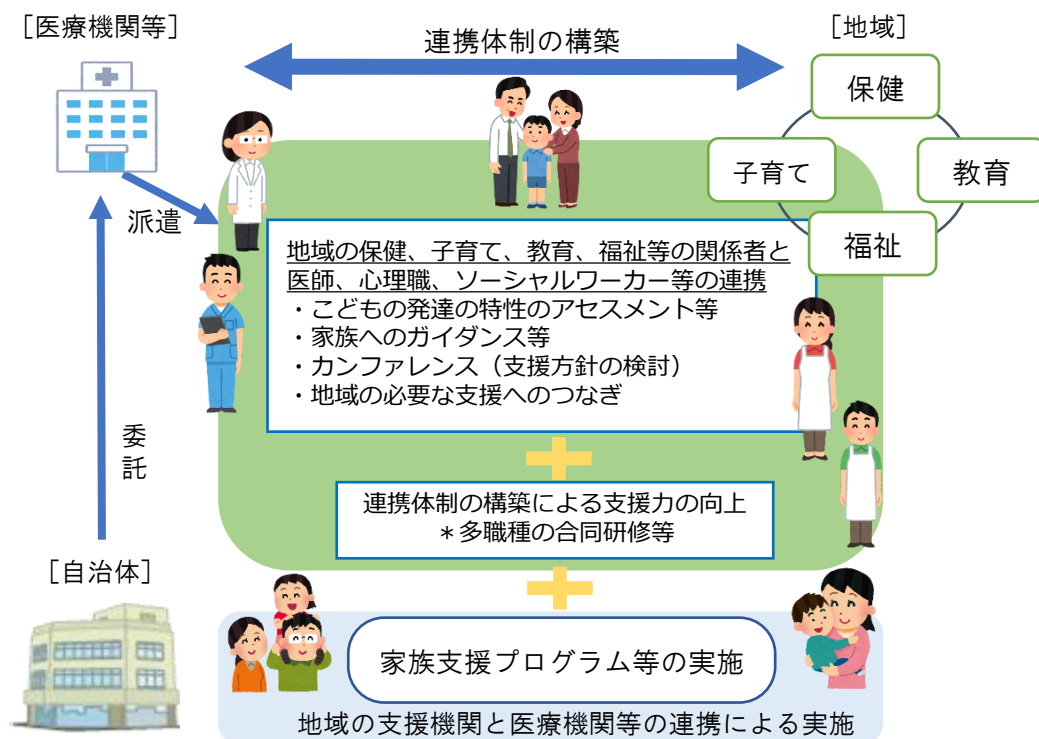 ［医療機関等］
連携体制の構築
［地域］
保健
子育て
教育
福祉
派遣
地域の保健、子育て、教育、福祉等の関係者と
医師、心理職、ソーシャルワーカー等の連携
・こどもの発達の特性のアセスメント等
・家族へのガイダンス等
・カンファレンス（支援方針の検討）
・地域の必要な支援へのつなぎ
委託
連携体制の構築による支援力の向上
＊多職種の合同研修等
［自治体］
家族支援プログラム等の実施
地域の支援機関と医療機関等の連携による実施